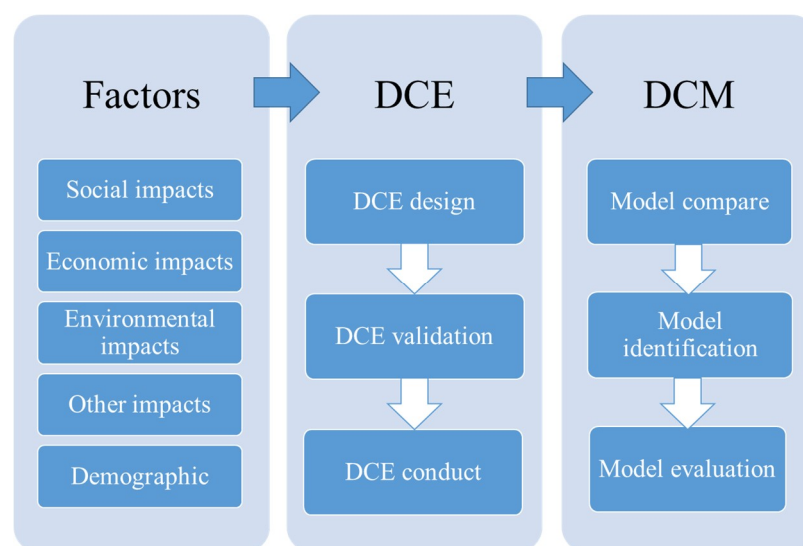 Factors
Social impacts
Economic impacts
Environmental
impacts
Other impacts
Demographic
DCE
DCE design
DCE validation
DCE conduct
DCM
Model compare
Model
identification
Model evaluation